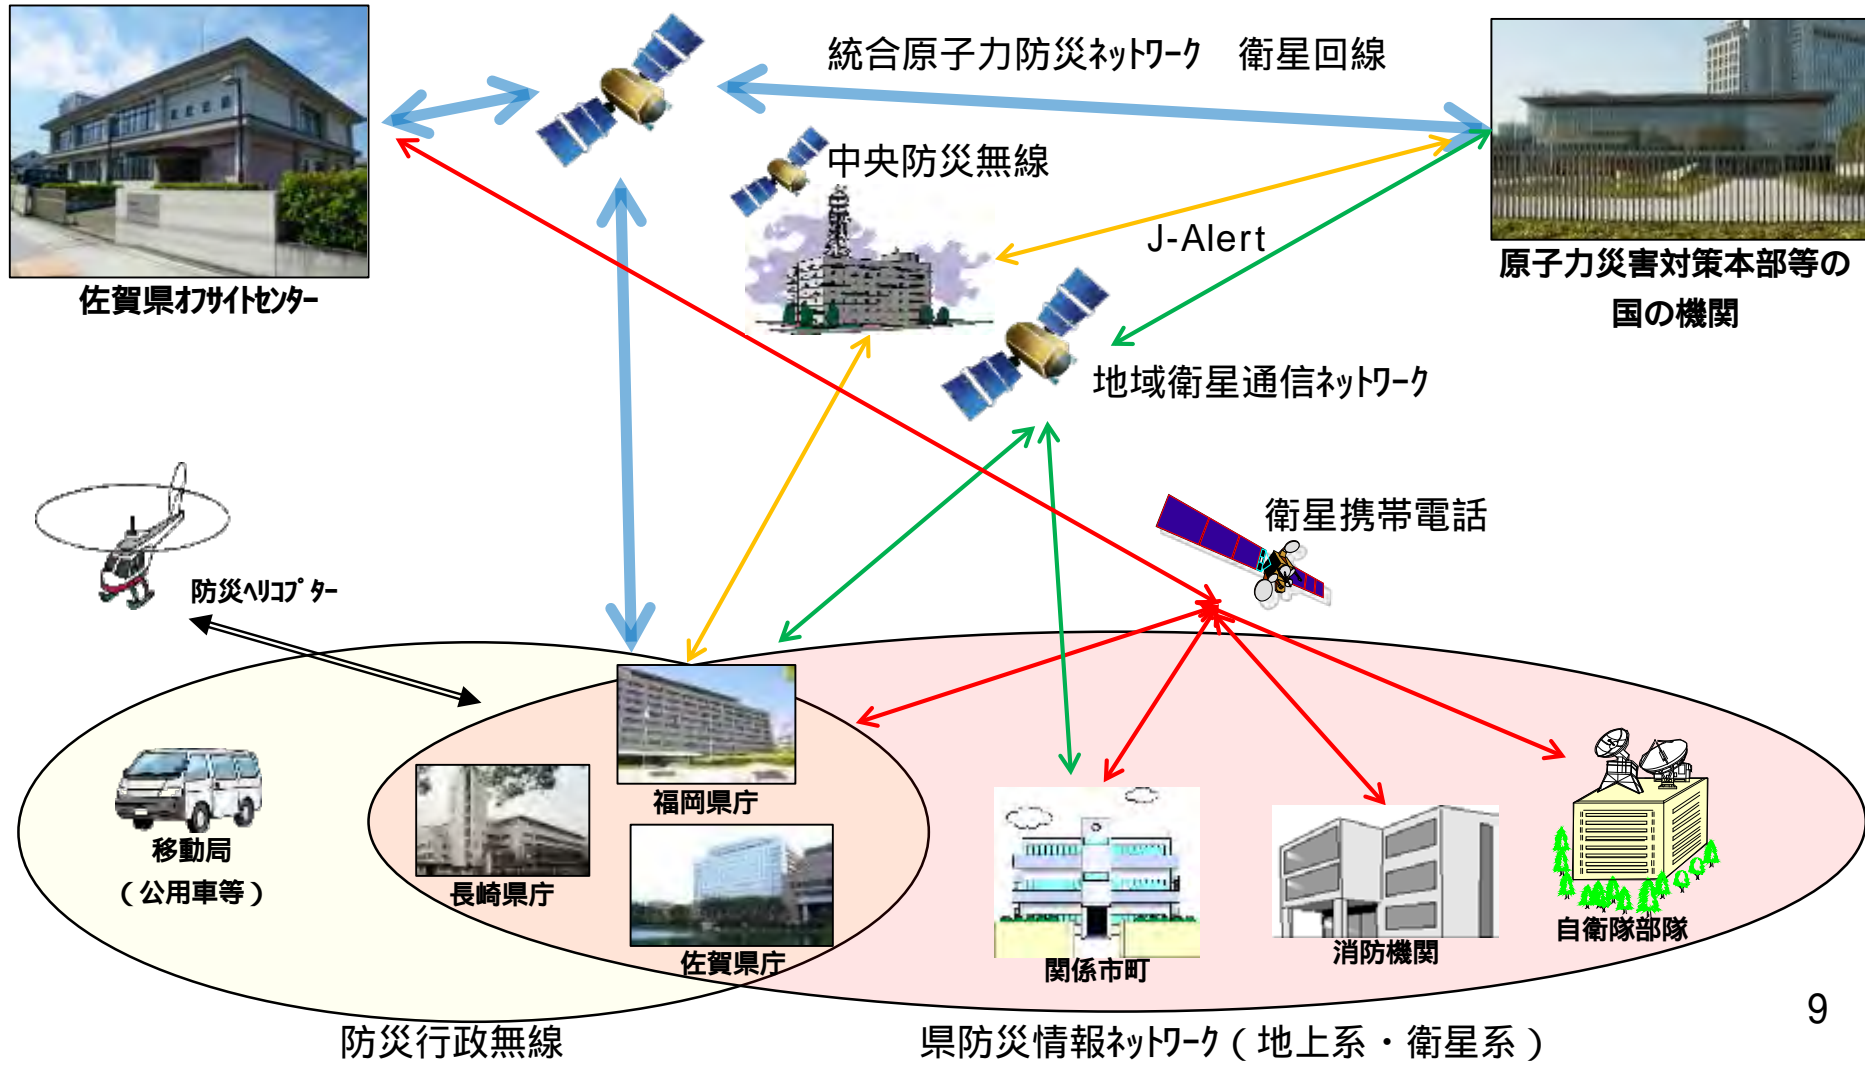 統合原子力防災ネットワーク　衛星回線
中央防災無線
J-Alert
佐賀県オフサイトセンター
原子力災害対策本部等の
国の機関
地域衛星通信ネットワーク
衛星携帯電話
防災ヘリコプター
福岡県庁
移動局
（公用車等）
長崎県庁
佐賀県庁
関係市町
消防機関
自衛隊部隊
防災行政無線
県防災情報ネットワーク（地上系・衛星系）
9